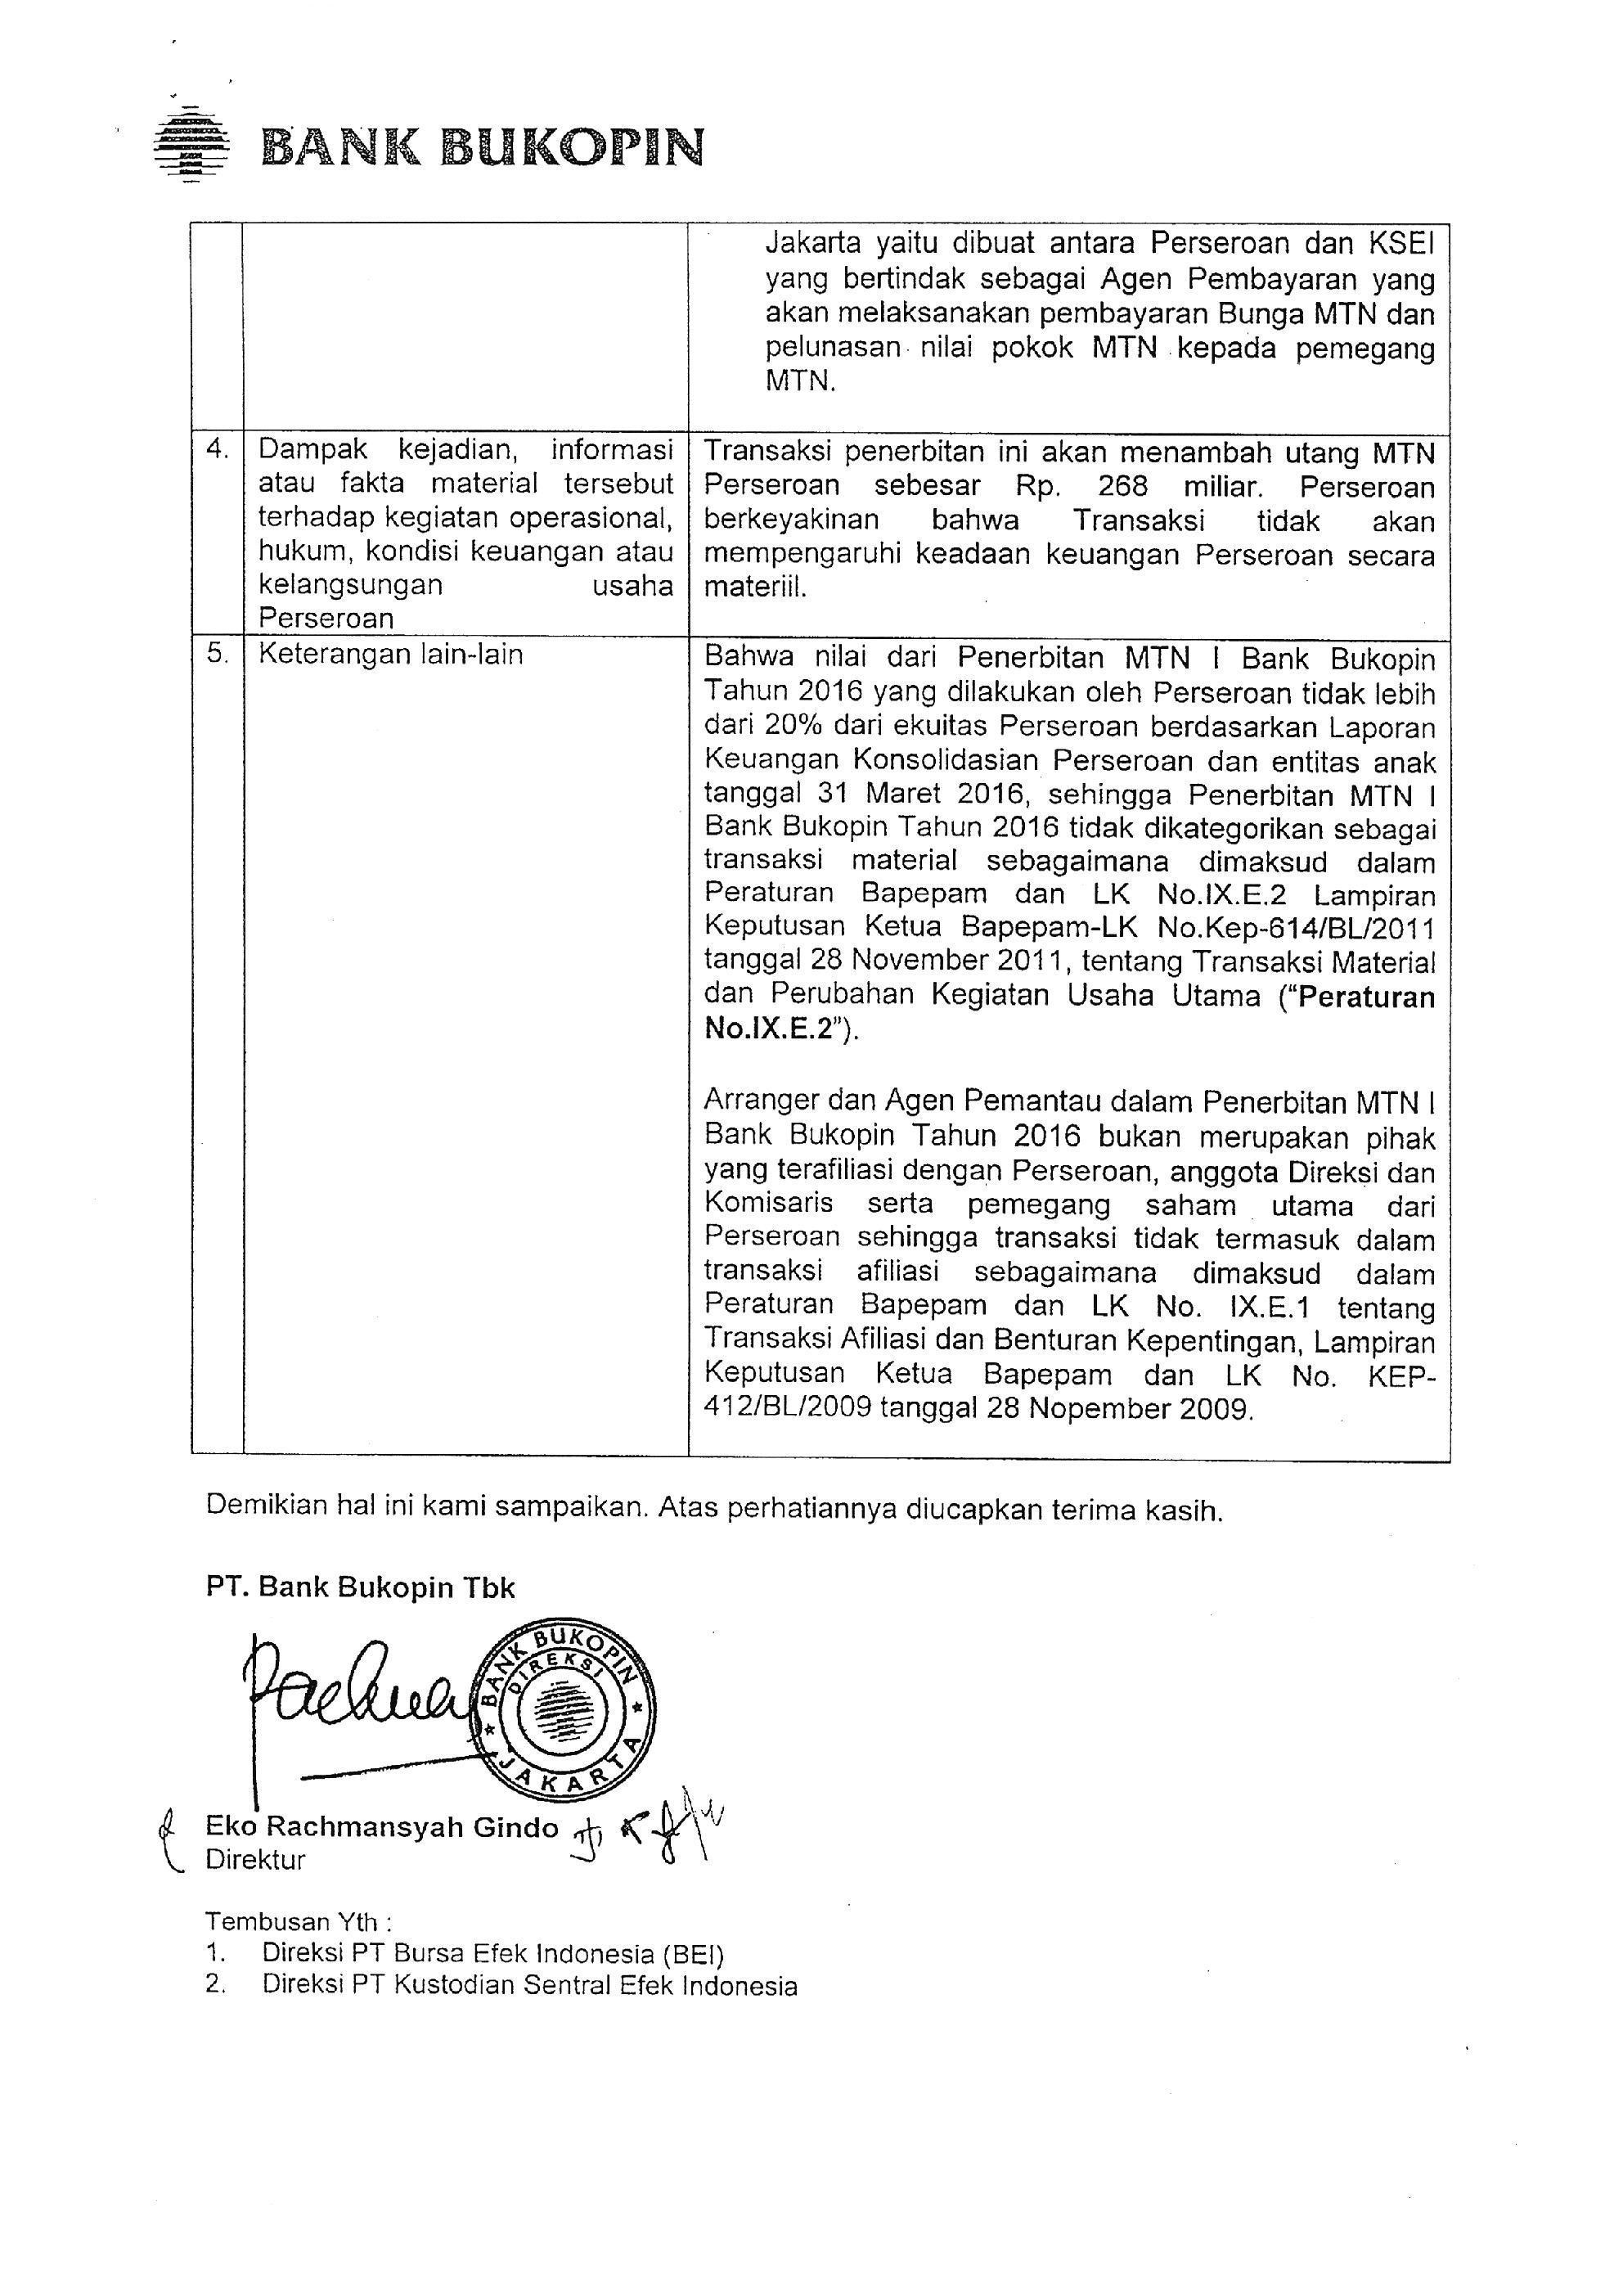 BANK BUKOPIN
Jakarta yaitu dibuat antara Perseroan dan KSEI
yang bertindak sebagai Agen Pembayaran yang
akan melaksanakan pembayaran Bunga MTN dan
pelunasan nilai pokok MTN kepada pemegang
MTN.
4. Dampak kejadian, informasi
atau fakta material tersebut
terhadap kegiatan operasional,
hukum, kondisi keuangan atau
kelangsungan usaha
Perseroan
Transaksi penerbitan ini akan menambah utang MTN
Perseroan sebesar Rp. 268 miliar. Perseroan
berkeyakinan bahwa Transaksi tidak akan
mempengaruhi keadaan keuangan Perseroan secara
materiil.
5. Keterangan lain-lain
Bahwa nilai dari Penerbitan MTN I Bank Bukopin
Tahun 2016 yang dilakukan oleh Perseroan tidak lebih
dari 20% dari ekuitas Perseroan berdasarkan Laporan
Keuangan Konsolidasian Perseroan dan entitas anak
tanggal 31 Maret 2016, sehingga Penerbitan MTN I
Bank Bukopin Tahun 2016 tidak dikategorikan sebagai
transaksi material sebagaimana dimaksud dalam
Peraturan Bapepam dan LK No.IX.E.2 Lampiran
Keputusan Ketua Bapepam-LK No.Kep-614/BL/2011
tanggal 28 November 2011, tentang Transaksi Material
dan Perubahan Kegiatan Usaha Utama (“Peraturan
No.IX.E.2”).
Arranger dan Agen Pemantau dalam Penerbitan MTN I
Bank Bukopin Tahun 2016 bukan merupakan pihak
yang terafiliasi dengan Perseroan, anggota Direksi dan
Komisaris serta pemegang saham utama dari
Perseroan sehingga transaksi tidak termasuk dalam
transaksi afiliasi sebagaimana dimaksud dalam
Peraturan Bapepam dan LK No. IX.E.1 tentang
Transaksi Afiliasi dan Benturan Kepentingan, Lampiran
Keputusan Ketua Bapepam dan LK No. KEP-
412/BL/2009 tanggal 28 Nopember 2009.
Demikian hal ini kami sampaikan. Atas perhatiannya diucapkan terima kasih.
PT. Bank Bukopin Tbk
BANK BUKOPIN
DIREKSI
JAKARTA
Eko Rachmansyah Gindo
Direktur
Tembusan Yth :
1. Direksi PT Bursa Efek Indonesia (BEI)
2. Direksi PT Kustodian Sentral Efek Indonesia